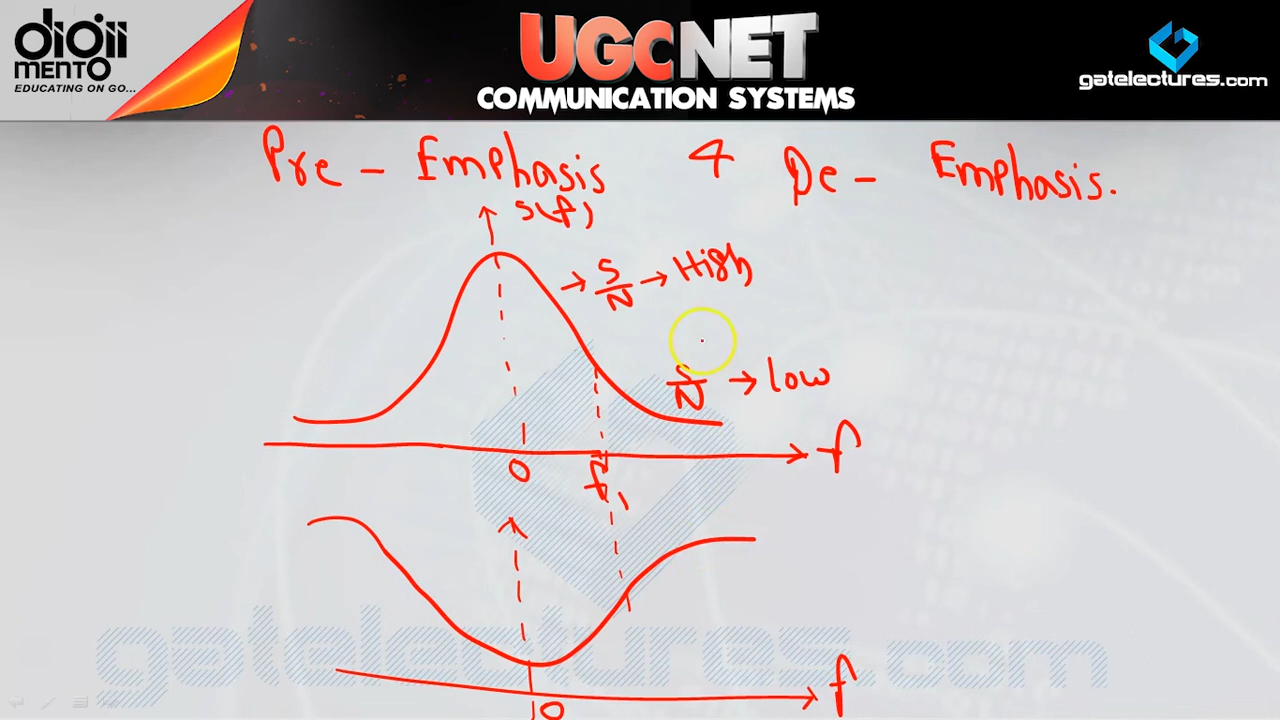 diGii
MENTO
EDUCATING ON GO...
UGCNET
COMMUNICATION SYSTEMS
gatelectures.com
Pre - Emphasis & De - Emphasis.
S(f)
→ S/N → High
S/N → low
f
0
f1
f
0
gatelectures.com